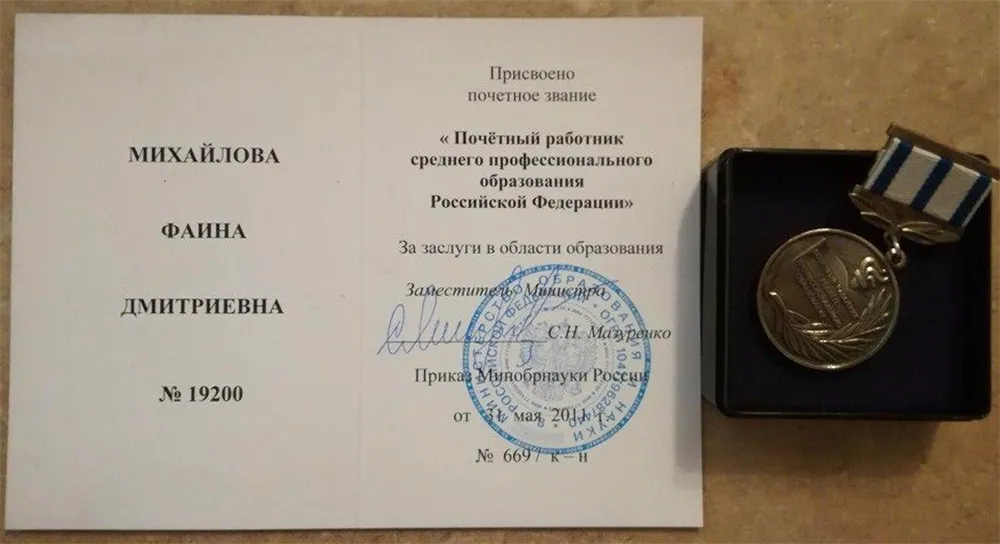 МИХАЙЛОВА
ФАИНА
ДМИТРИЕВНА
№ 19200
Присвоено
почетное звание
« Почётный работник
среднего профессионального
образования
Российской Федерации»
За заслуги в области образования
Заместитель Министра
С.Н. Мазуренко
Приказ Минобрнауки России
от 31 мая 2011 г.
№ 669 / к – н